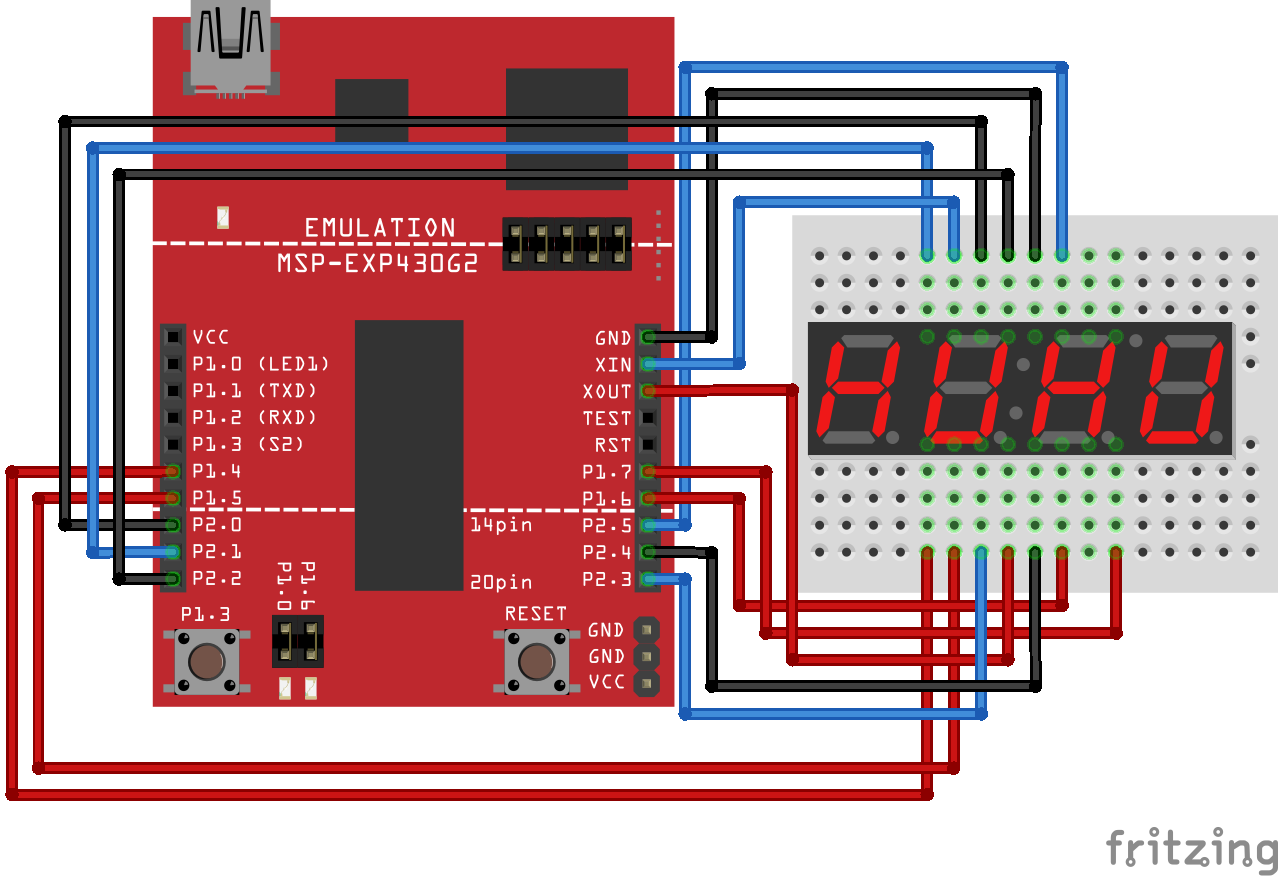 EMULATION
MSP-EXP430G2
VCC
P1.0 (LED1)
P1.1 (TXD)
P1.2 (RXD)
P1.3 (S2)
P1.4
P1.5
P2.0
P2.1
P2.2
GND
XIN
XOUT
TEST
RST
P1.7
P1.6
P2.5
P2.4
P2.3
14pin
20pin
P1.3
P1.0
P1.6
RESET
GND
GND
VCC
fritzing